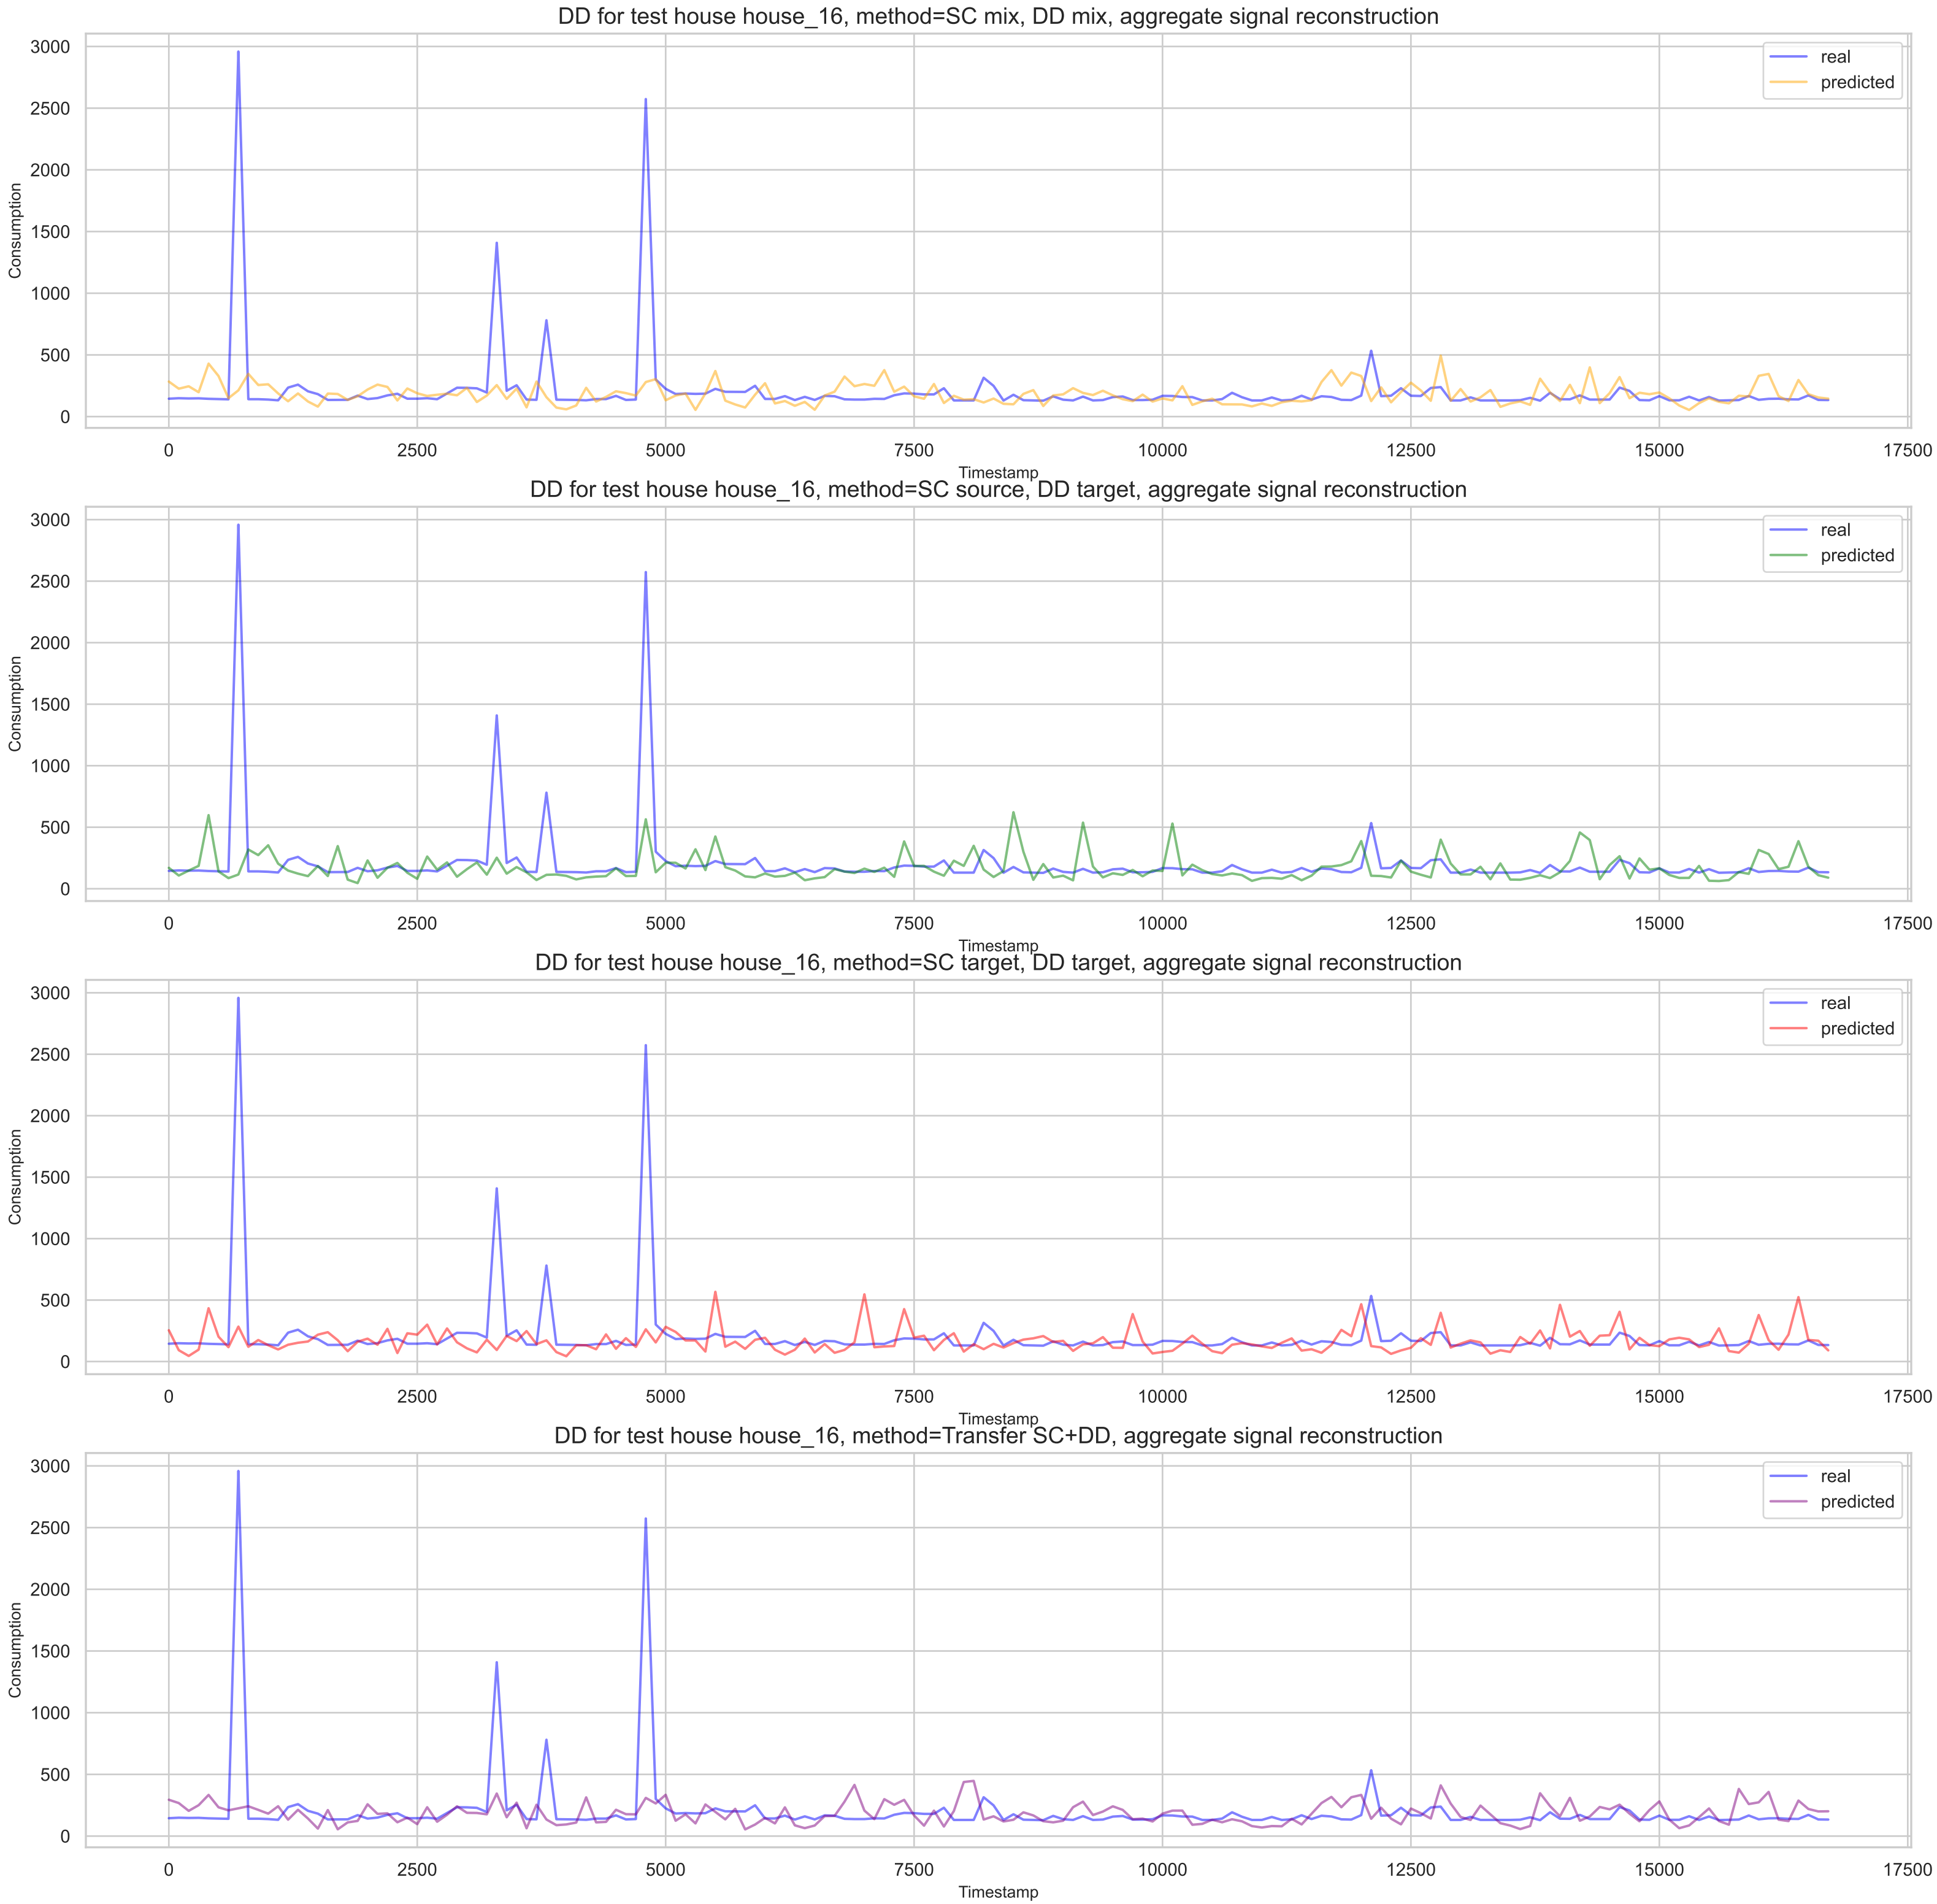 DD for test house house_16, method=SC mix, DD mix, aggregate signal reconstruction
3000
2500
2000
1500
1000
500
0
Consumption
real
predicted
0 2500 5000 7500 10000 12500 15000 17500
Timestamp
DD for test house house_16, method=SC source, DD target, aggregate signal reconstruction
3000
2500
2000
1500
1000
500
0
Consumption
real
predicted
0 2500 5000 7500 10000 12500 15000 17500
Timestamp
DD for test house house_16, method=SC target, DD target, aggregate signal reconstruction
3000
2500
2000
1500
1000
500
0
Consumption
real
predicted
0 2500 5000 7500 10000 12500 15000 17500
Timestamp
DD for test house house_16, method=Transfer SC+DD, aggregate signal reconstruction
3000
2500
2000
1500
1000
500
0
Consumption
real
predicted
0 2500 5000 7500 10000 12500 15000 17500
Timestamp